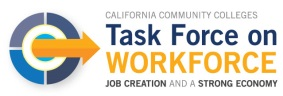 CALIFORNIA COMMUNITY COLLEGES
Task Force on
WORKFORCE
JOB CREATION AND A STRONG ECONOMY